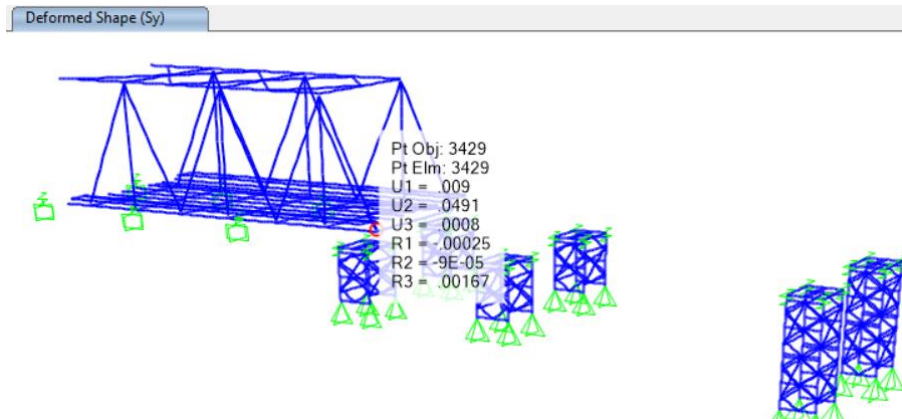 Deformed Shape (Sy)
Pt Obj: 3429
Pt Elm: 3429
U1 = .009
U2 = .0491
U3 = .0008
R1 = -.00025
R2 = -9E-05
R3 = .00167